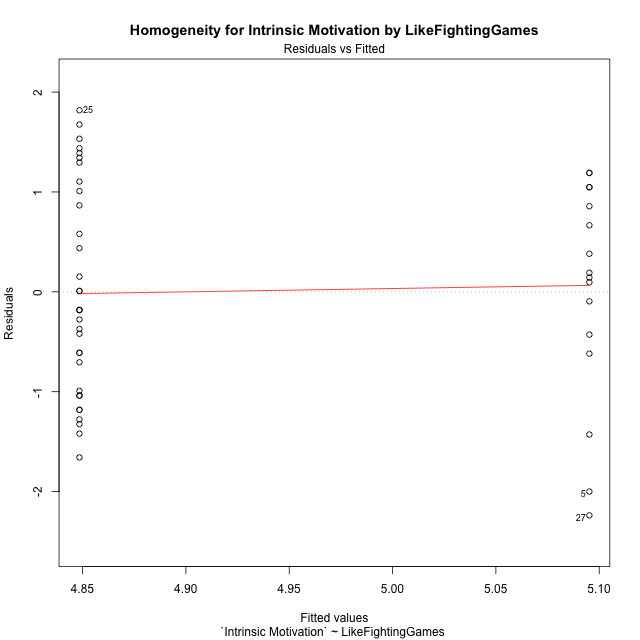 Homogeneity for Intrinsic Motivation by LikeFightingGames
Residuals vs Fitted
2
1
0
-1
-2
Residuals
25
5
27
4.85 4.90 4.95 5.00 5.05 5.10
Fitted values
`Intrinsic Motivation` ~ LikeFightingGames